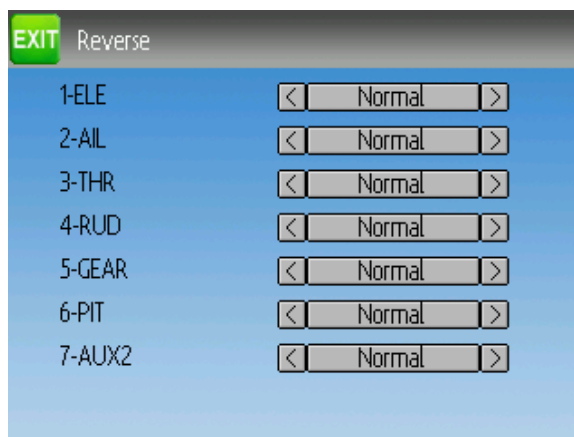 EXIT Reverse
1-ELE < Normal >
2-AIL < Normal >
3-THR < Normal >
4-RUD < Normal >
5-GEAR < Normal >
6-PIT < Normal >
7-AUX2 < Normal >